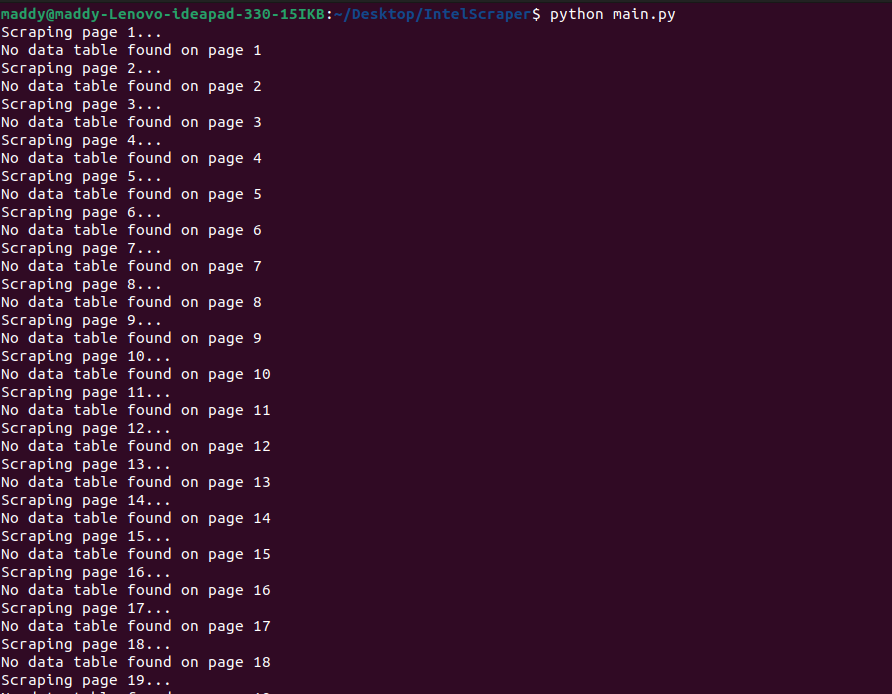 maddy@maddy-Lenovo-ideapad-330-15IKB:~/Desktop/IntelScraper$ python main.py
Scraping page 1...
No data table found on page 1
Scraping page 2...
No data table found on page 2
Scraping page 3...
No data table found on page 3
Scraping page 4...
No data table found on page 4
Scraping page 5...
No data table found on page 5
Scraping page 6...
No data table found on page 6
Scraping page 7...
No data table found on page 7
Scraping page 8...
No data table found on page 8
Scraping page 9...
No data table found on page 9
Scraping page 10...
No data table found on page 10
Scraping page 11...
No data table found on page 11
Scraping page 12...
No data table found on page 12
Scraping page 13...
No data table found on page 13
Scraping page 14...
No data table found on page 14
Scraping page 15...
No data table found on page 15
Scraping page 16...
No data table found on page 16
Scraping page 17...
No data table found on page 17
Scraping page 18...
No data table found on page 18
Scraping page 19...